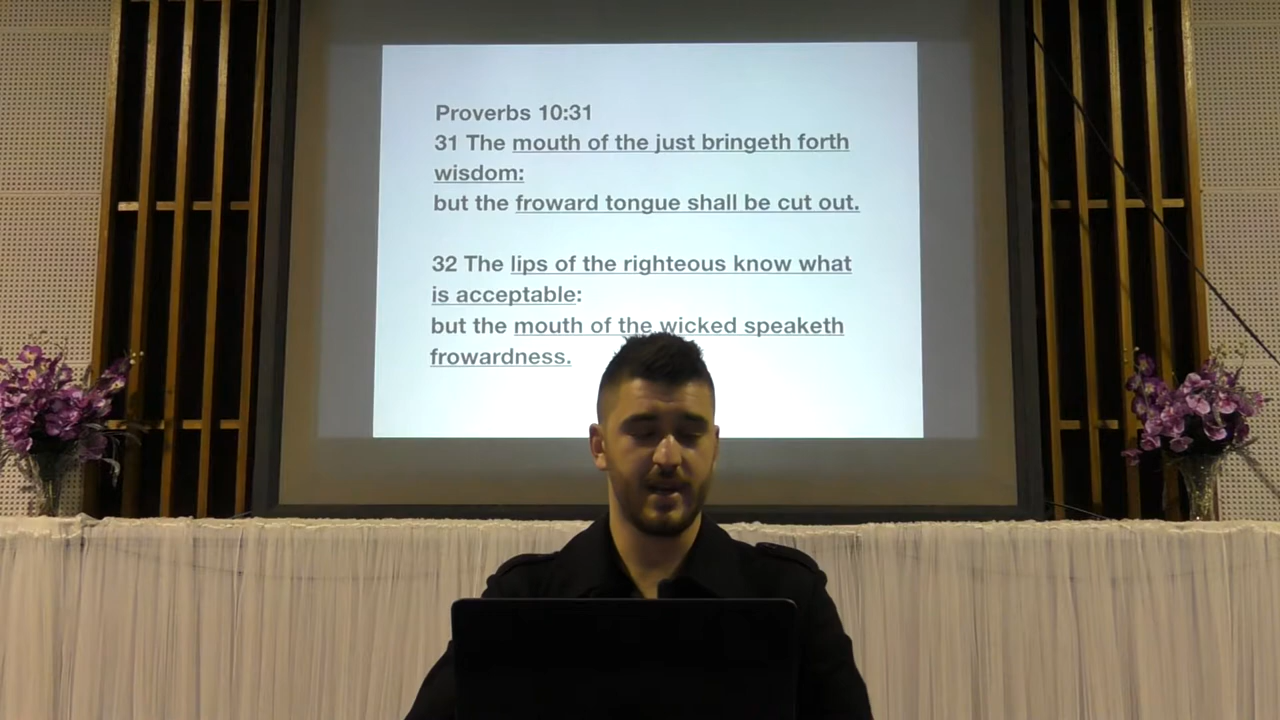 Proverbs 10:31
31 The mouth of the just bringeth forth
wisdom:
but the froward tongue shall be cut out.
32 The lips of the righteous know what
is acceptable:
but the mouth of the wicked speaketh
frowardness.